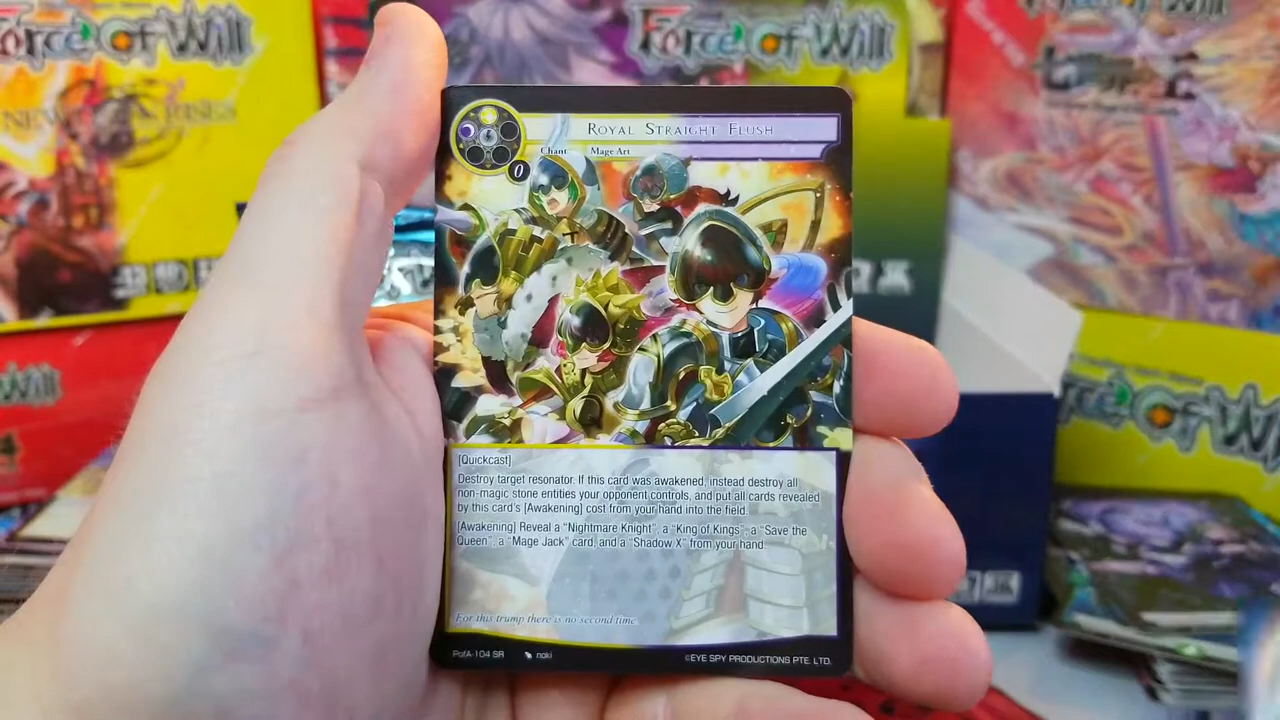 Force of Will
Force of Will
ROYAL STRAIGHT FLUSH
Chant Mage Art
0
[Quickcast]
Destroy target resonator. If this card was awakened, instead destroy all
non-magic stone entities your opponent controls, and put all cards revealed
by this card's [Awakening] cost from your hand into the field.
[Awakening] Reveal a "Nightmare Knight", a "King of Kings", a "Save the
Queen", a "Mage Jack" card, and a "Shadow X" from your hand.
For this trump there is no second time.
PofA-104 SR noki
©EYE SPY PRODUCTIONS PTE. LTD.
Will
Force of Wi